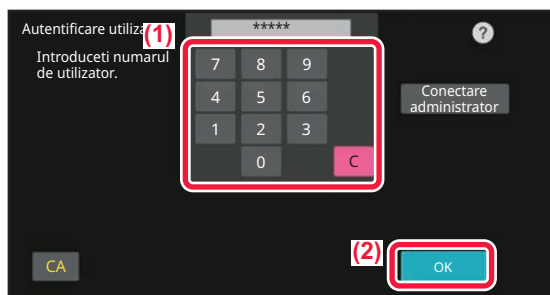 Autentificare utiliza
(1)
*****
?
Introduceti numarul
de utilizator.
7 8 9
4 5 6
1 2 3
0 C
Conectare
administrator
(2)
CA
OK